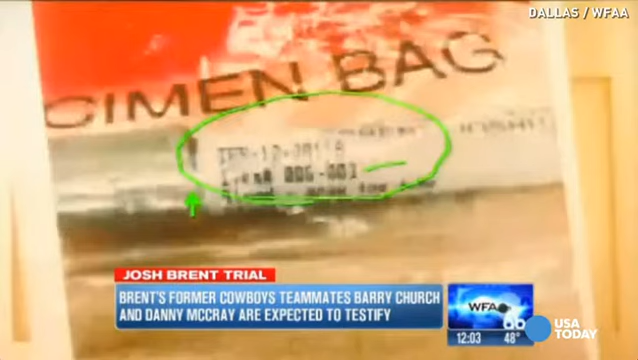 DALLAS / WFAA
CIMEN BAG
JOSH BRENT TRIAL
BRENT'S FORMER COWBOYS TEAMMATES BARRY CHURCH
AND DANNY MCCRAY ARE EXPECTED TO TESTIFY
WFAA
12:03 48°
USA
TODAY